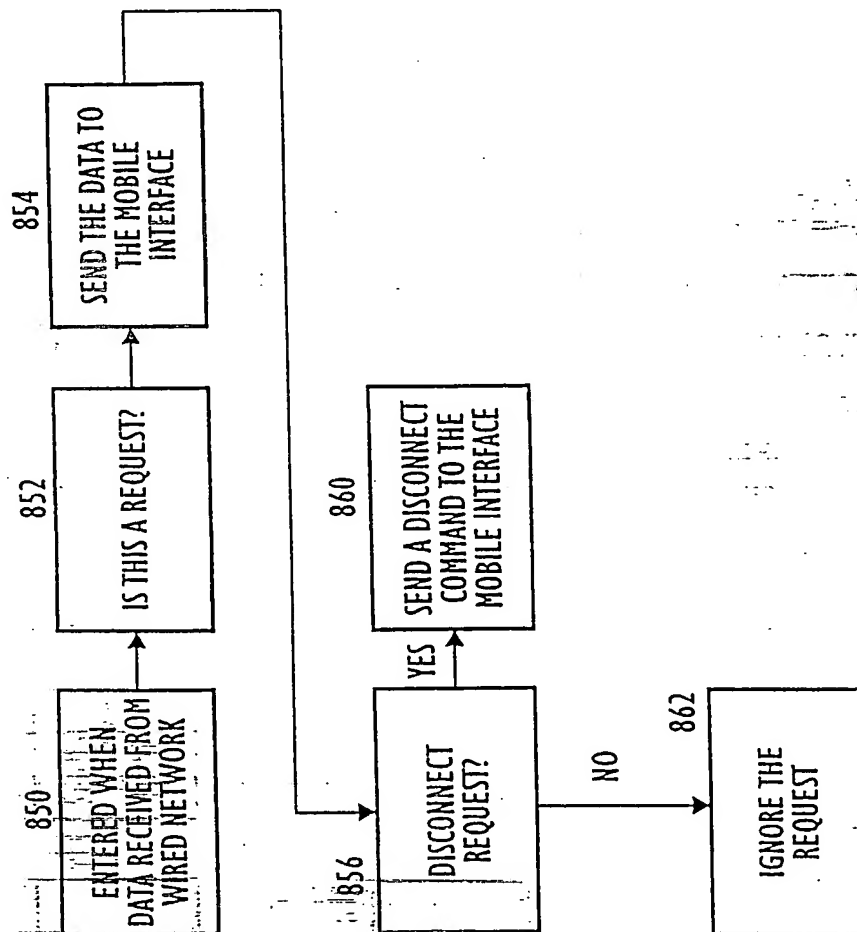 850
ENTERED WHEN
DATA RECEIVED FROM
WIRED NETWORK
852
IS THIS A REQUEST?
854
SEND THE DATA TO
THE MOBILE
INTERFACE
856
DISCONNECT
REQUEST?
YES
860
SEND A DISCONNECT
COMMAND TO THE
MOBILE INTERFACE
NO
862
IGNORE THE
REQUEST